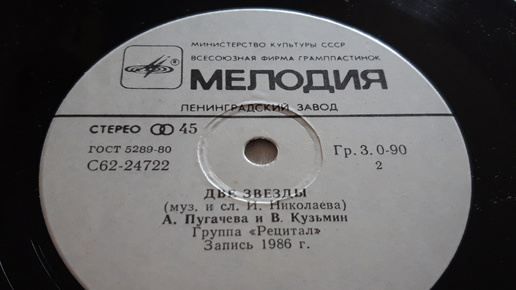 МИНИСТЕРСТВО КУЛЬТУРЫ СССР
ВСЕСОЮЗНАЯ ФИРМА ГРАМПЛАСТИНОК
МЕЛОДИЯ
ЛЕНИНГРАДСКИЙ ЗАВОД
СТЕРЕО 45
ГОСТ 5289-80
Гр. 3. 0-90
С62-24722
2
ДВЕ ЗВЕЗДЫ
(муз. и сл. И. Николаева)
А. Пугачева и В. Кузьмин
Группа «Рецитал»
Запись 1986 г.